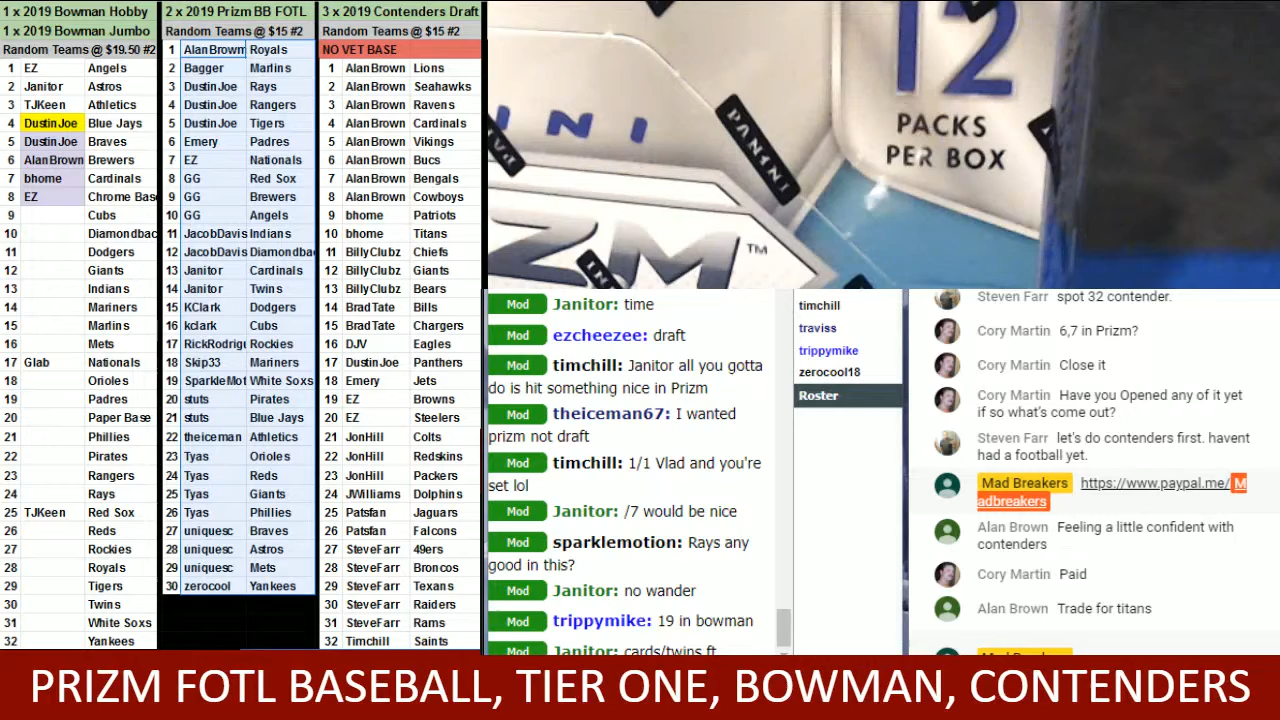 1 x 2019 Bowman Hobby
1 x 2019 Bowman Jumbo
Random Teams @ $19.50 #2
1 EZ Angels
2 Janitor Astros
3 TJKeen Athletics
4 DustinJoe Blue Jays
5 DustinJoe Braves
6 AlanBrown Brewers
7 bhome Cardinals
8 EZ Chrome Base
9 Cubs
10 Diamondbac
11 Dodgers
12 Giants
13 Indians
14 Mariners
15 Marlins
16 Mets
17 Glab Nationals
18 Orioles
19 Padres
20 Paper Base
21 Phillies
22 Pirates
23 Rangers
24 Rays
25 TJKeen Red Sox
26 Reds
27 Rockies
28 Royals
29 Tigers
30 Twins
31 White Soxs
32 Yankees
2 x 2019 Prizm BB FOTL
Random Teams @ $15 #2
1 AlanBrown Royals
2 Bagger Marlins
3 DustinJoe Rays
4 DustinJoe Rangers
5 DustinJoe Tigers
6 Emery Padres
7 EZ Nationals
8 GG Red Sox
9 GG Brewers
10 GG Angels
11 JacobDavis Indians
12 JacobDavis Diamondba
13 Janitor Cardinals
14 Janitor Twins
15 KClark Dodgers
16 kclark Cubs
17 RickRodrigu Rockies
18 Skip33 Mariners
19 SparkleMot White Soxs
20 stuts Pirates
21 stuts Blue Jays
22 theiceman Athletics
23 Tyas Orioles
24 Tyas Reds
25 Tyas Giants
26 Tyas Phillies
27 uniquesc Braves
28 uniquesc Astros
29 uniquesc Mets
30 zerocool Yankees
3 x 2019 Contenders Draft
Random Teams @ $15 #2
NO VET BASE
1 AlanBrown Lions
2 AlanBrown Seahawks
3 AlanBrown Ravens
4 AlanBrown Cardinals
5 AlanBrown Vikings
6 AlanBrown Bucs
7 AlanBrown Bengals
8 AlanBrown Cowboys
9 bhome Patriots
10 bhome Titans
11 BillyClubz Chiefs
12 BillyClubz Giants
13 BillyClubz Bears
14 BradTate Bills
15 BradTate Chargers
16 DJV Eagles
17 DustinJoe Panthers
18 Emery Jets
19 EZ Browns
20 EZ Steelers
21 JonHill Colts
22 JonHill Redskins
23 JonHill Packers
24 JWilliams Dolphins
25 Patsfan Jaguars
26 Patsfan Falcons
27 SteveFarr 49ers
28 SteveFarr Broncos
29 SteveFarr Texans
30 SteveFarr Raiders
31 SteveFarr Rams
32 Timchill Saints
12
PACKS
PER BOX
INI
PANINI
ZM™
Mod Janitor: time
Mod ezcheezee: draft
Mod timchill: Janitor all you gotta
do is hit something nice in Prizm
Mod theiceman67: I wanted
prizm not draft
Mod timchill: 1/1 Vlad and you're
set lol
Mod Janitor: /7 would be nice
Mod sparklemotion: Rays any
good in this?
Mod Janitor: no wander
Mod trippymike: 19 in bowman
Mod Janitor: cards/twins ft
timchill
traviss
trippymike
zerocool18
Roster
Steven Farr spot 32 contender.
Cory Martin 6,7 in Prizm?
Cory Martin Close it
Cory Martin Have you Opened any of it yet
if so what's come out?
Steven Farr let's do contenders first. havent
had a football yet.
Mad Breakers https://www.paypal.me/M
adbreakers
Alan Brown Feeling a little confident with
contenders
Cory Martin Paid
Alan Brown Trade for titans
Mad Breakers
PRIZM FOTL BASEBALL, TIER ONE, BOWMAN, CONTENDERS